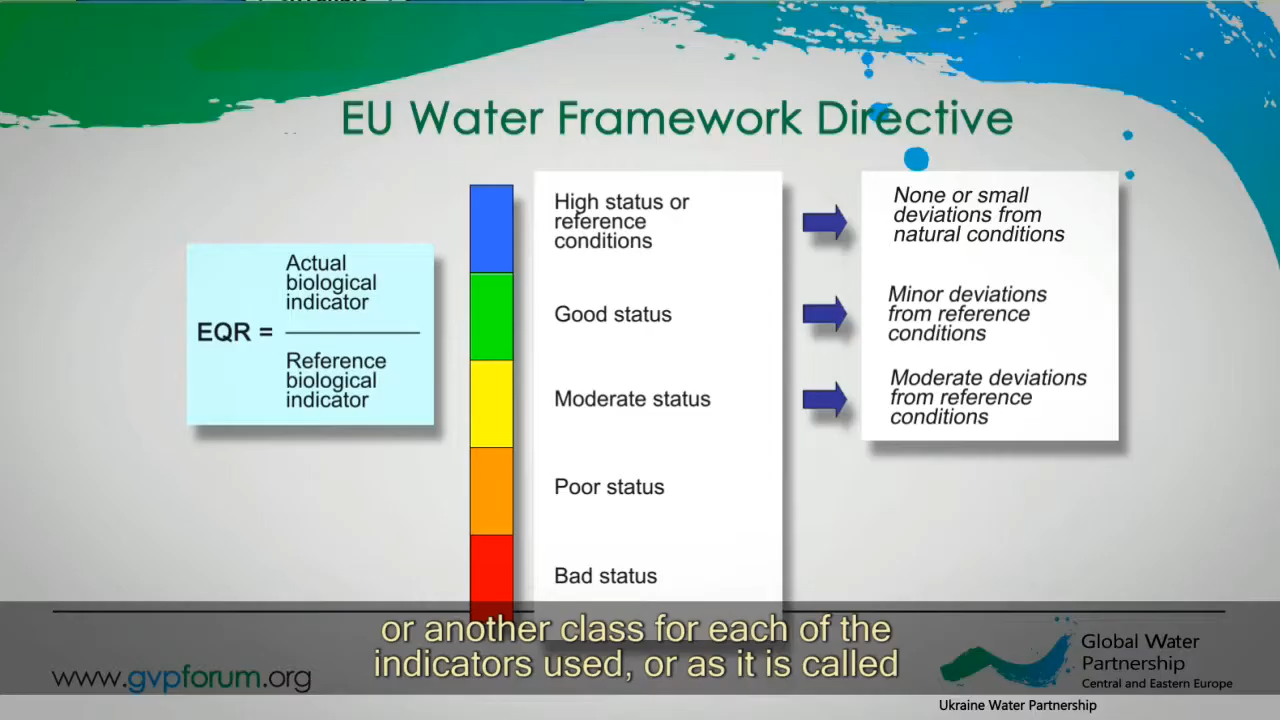 EU Water Framework Directive
Actual
biological
indicator
EQR =
Reference
biological
indicator
High status or
reference
conditions
Good status
Moderate status
Poor status
Bad status
None or small
deviations from
natural conditions
Minor deviations
from reference
conditions
Moderate deviations
from reference
conditions
or another class for each of the
indicators used, or as it is called
www.gvpforum.org
Global Water
Partnership
Central and Eastern Europe
Ukraine Water Partnership